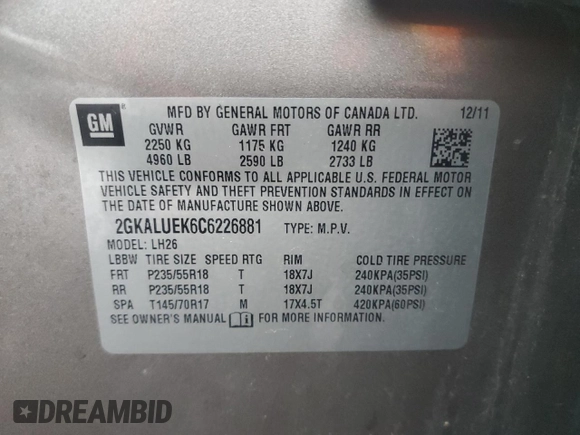 GM
MFD BY GENERAL MOTORS OF CANADA LTD. 12/11
GVWR GAWR FRT GAWR RR
2250 KG 1175 KG 1240 KG
4960 LB 2590 LB 2733 LB
THIS VEHICLE CONFORMS TO ALL APPLICABLE U.S. FEDERAL MOTOR
VEHICLE SAFETY AND THEFT PREVENTION STANDARDS IN EFFECT ON
THE DATE OF MANUFACTURE SHOWN ABOVE.
2GKALUEK6C6226881 TYPE: M.P.V.
MODEL: LH26
LBBW TIRE SIZE SPEED RTG RIM COLD TIRE PRESSURE
FRT P235/55R18 T 18X7J 240KPA(35PSI)
RR P235/55R18 T 18X7J 240KPA(35PSI)
SPA T145/70R17 M 17X4.5T 420KPA(60PSI)
SEE OWNER'S MANUAL FOR MORE INFORMATION.
DREAMBID